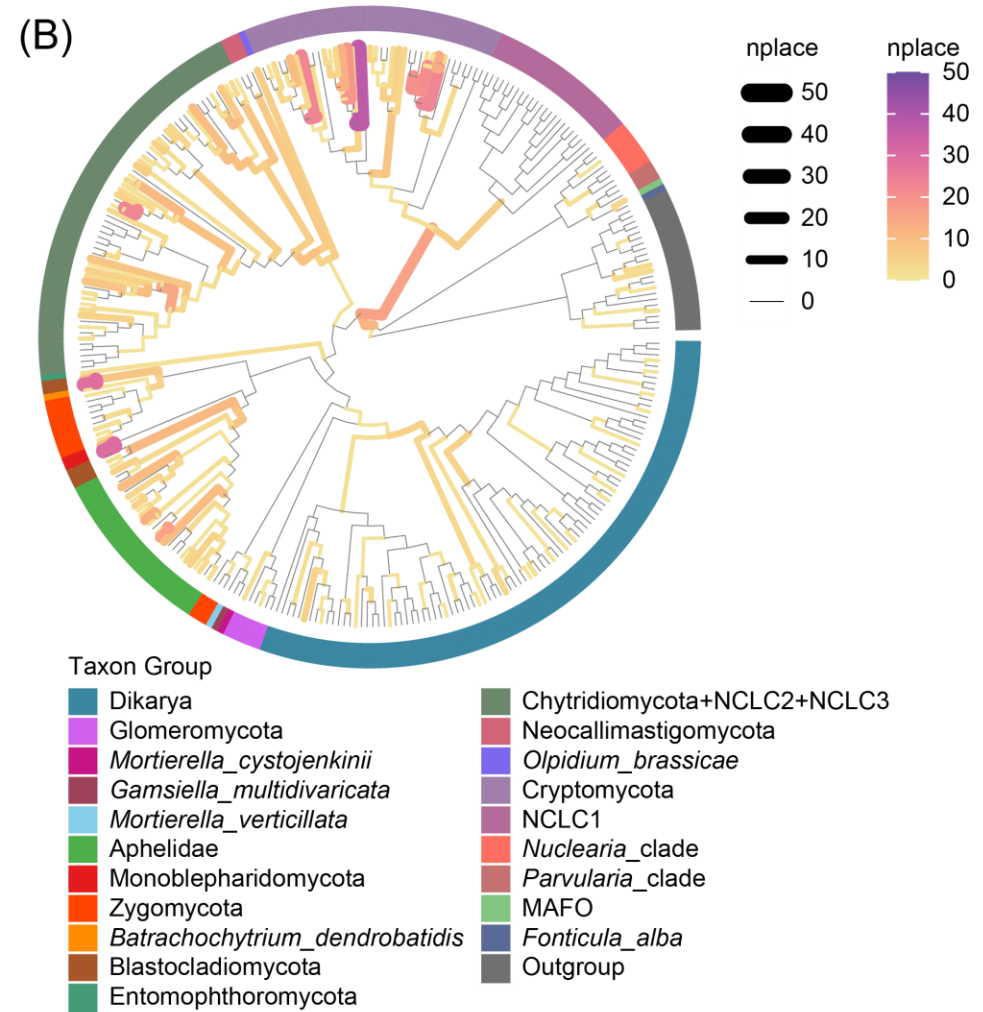 (B)
nplace
50
40
30
20
10
0
nplace
50
40
30
20
10
0
Taxon Group
Dikarya
Glomeromycota
Mortierella_cystojenkinii
Gamsiella_multidivaricata
Mortierella_verticillata
Aphelidae
Monoblepharidomycota
Zygomycota
Batrachochytrium_dendrobatidis
Blastocladiomycota
Entomophthoromycota
Chytridiomycota+NCLC2+NCLC3
Neocallimastigomycota
Olpidium_brassicae
Cryptomycota
NCLC1
Nuclearia_clade
Parvularia_clade
MAFO
Fonticula_alba
Outgroup